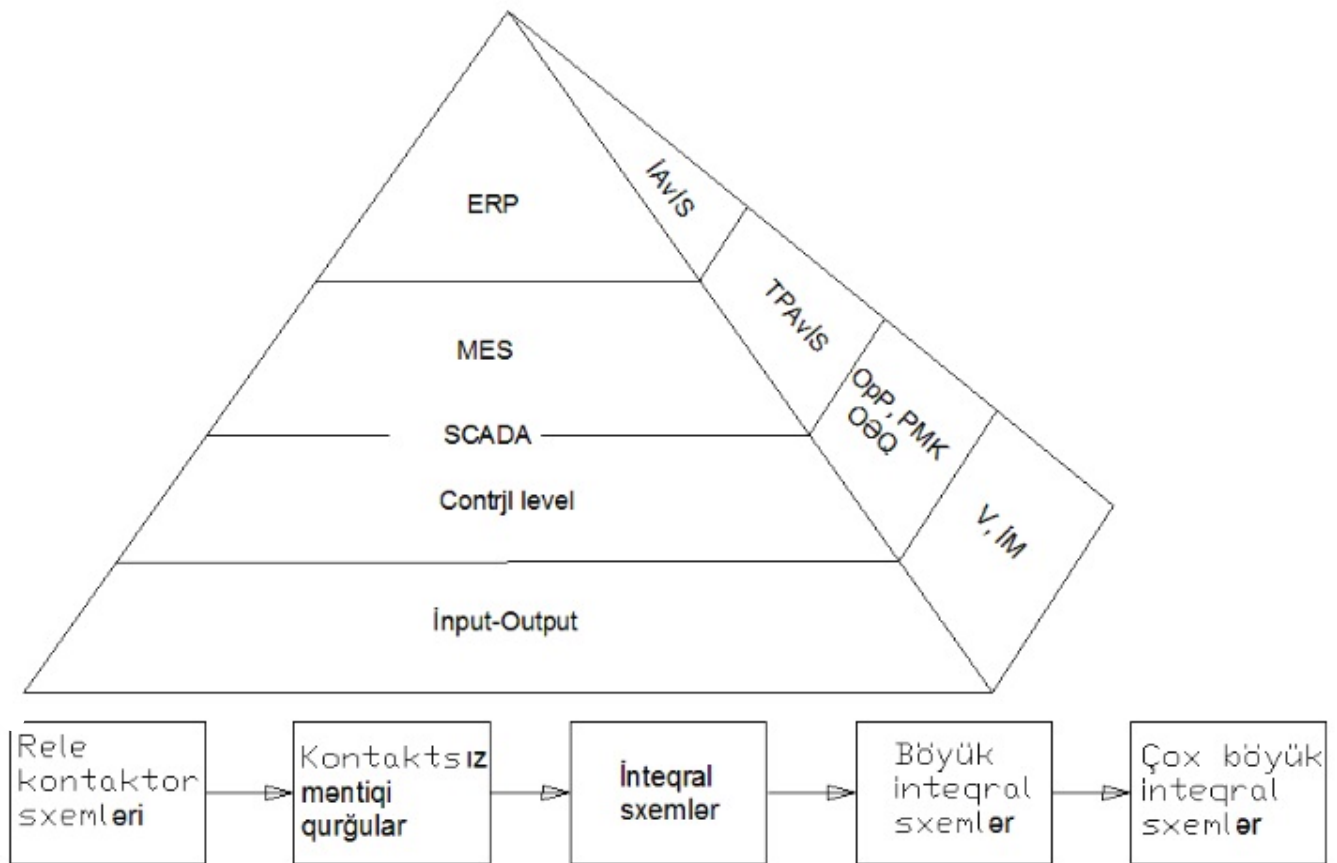 ERP
İAvİS
MES
TPAvİS
SCADA
OpP, PMK
OƏQ
Contrjl level
V, İM
İnput-Output
Rele
kontaktor
sxemləri
Kontaktsız
məntiqi
qurğular
İnteqral
sxemlər
Böyük
inteqral
sxemlər
Çox böyük
inteqral
sxemlər